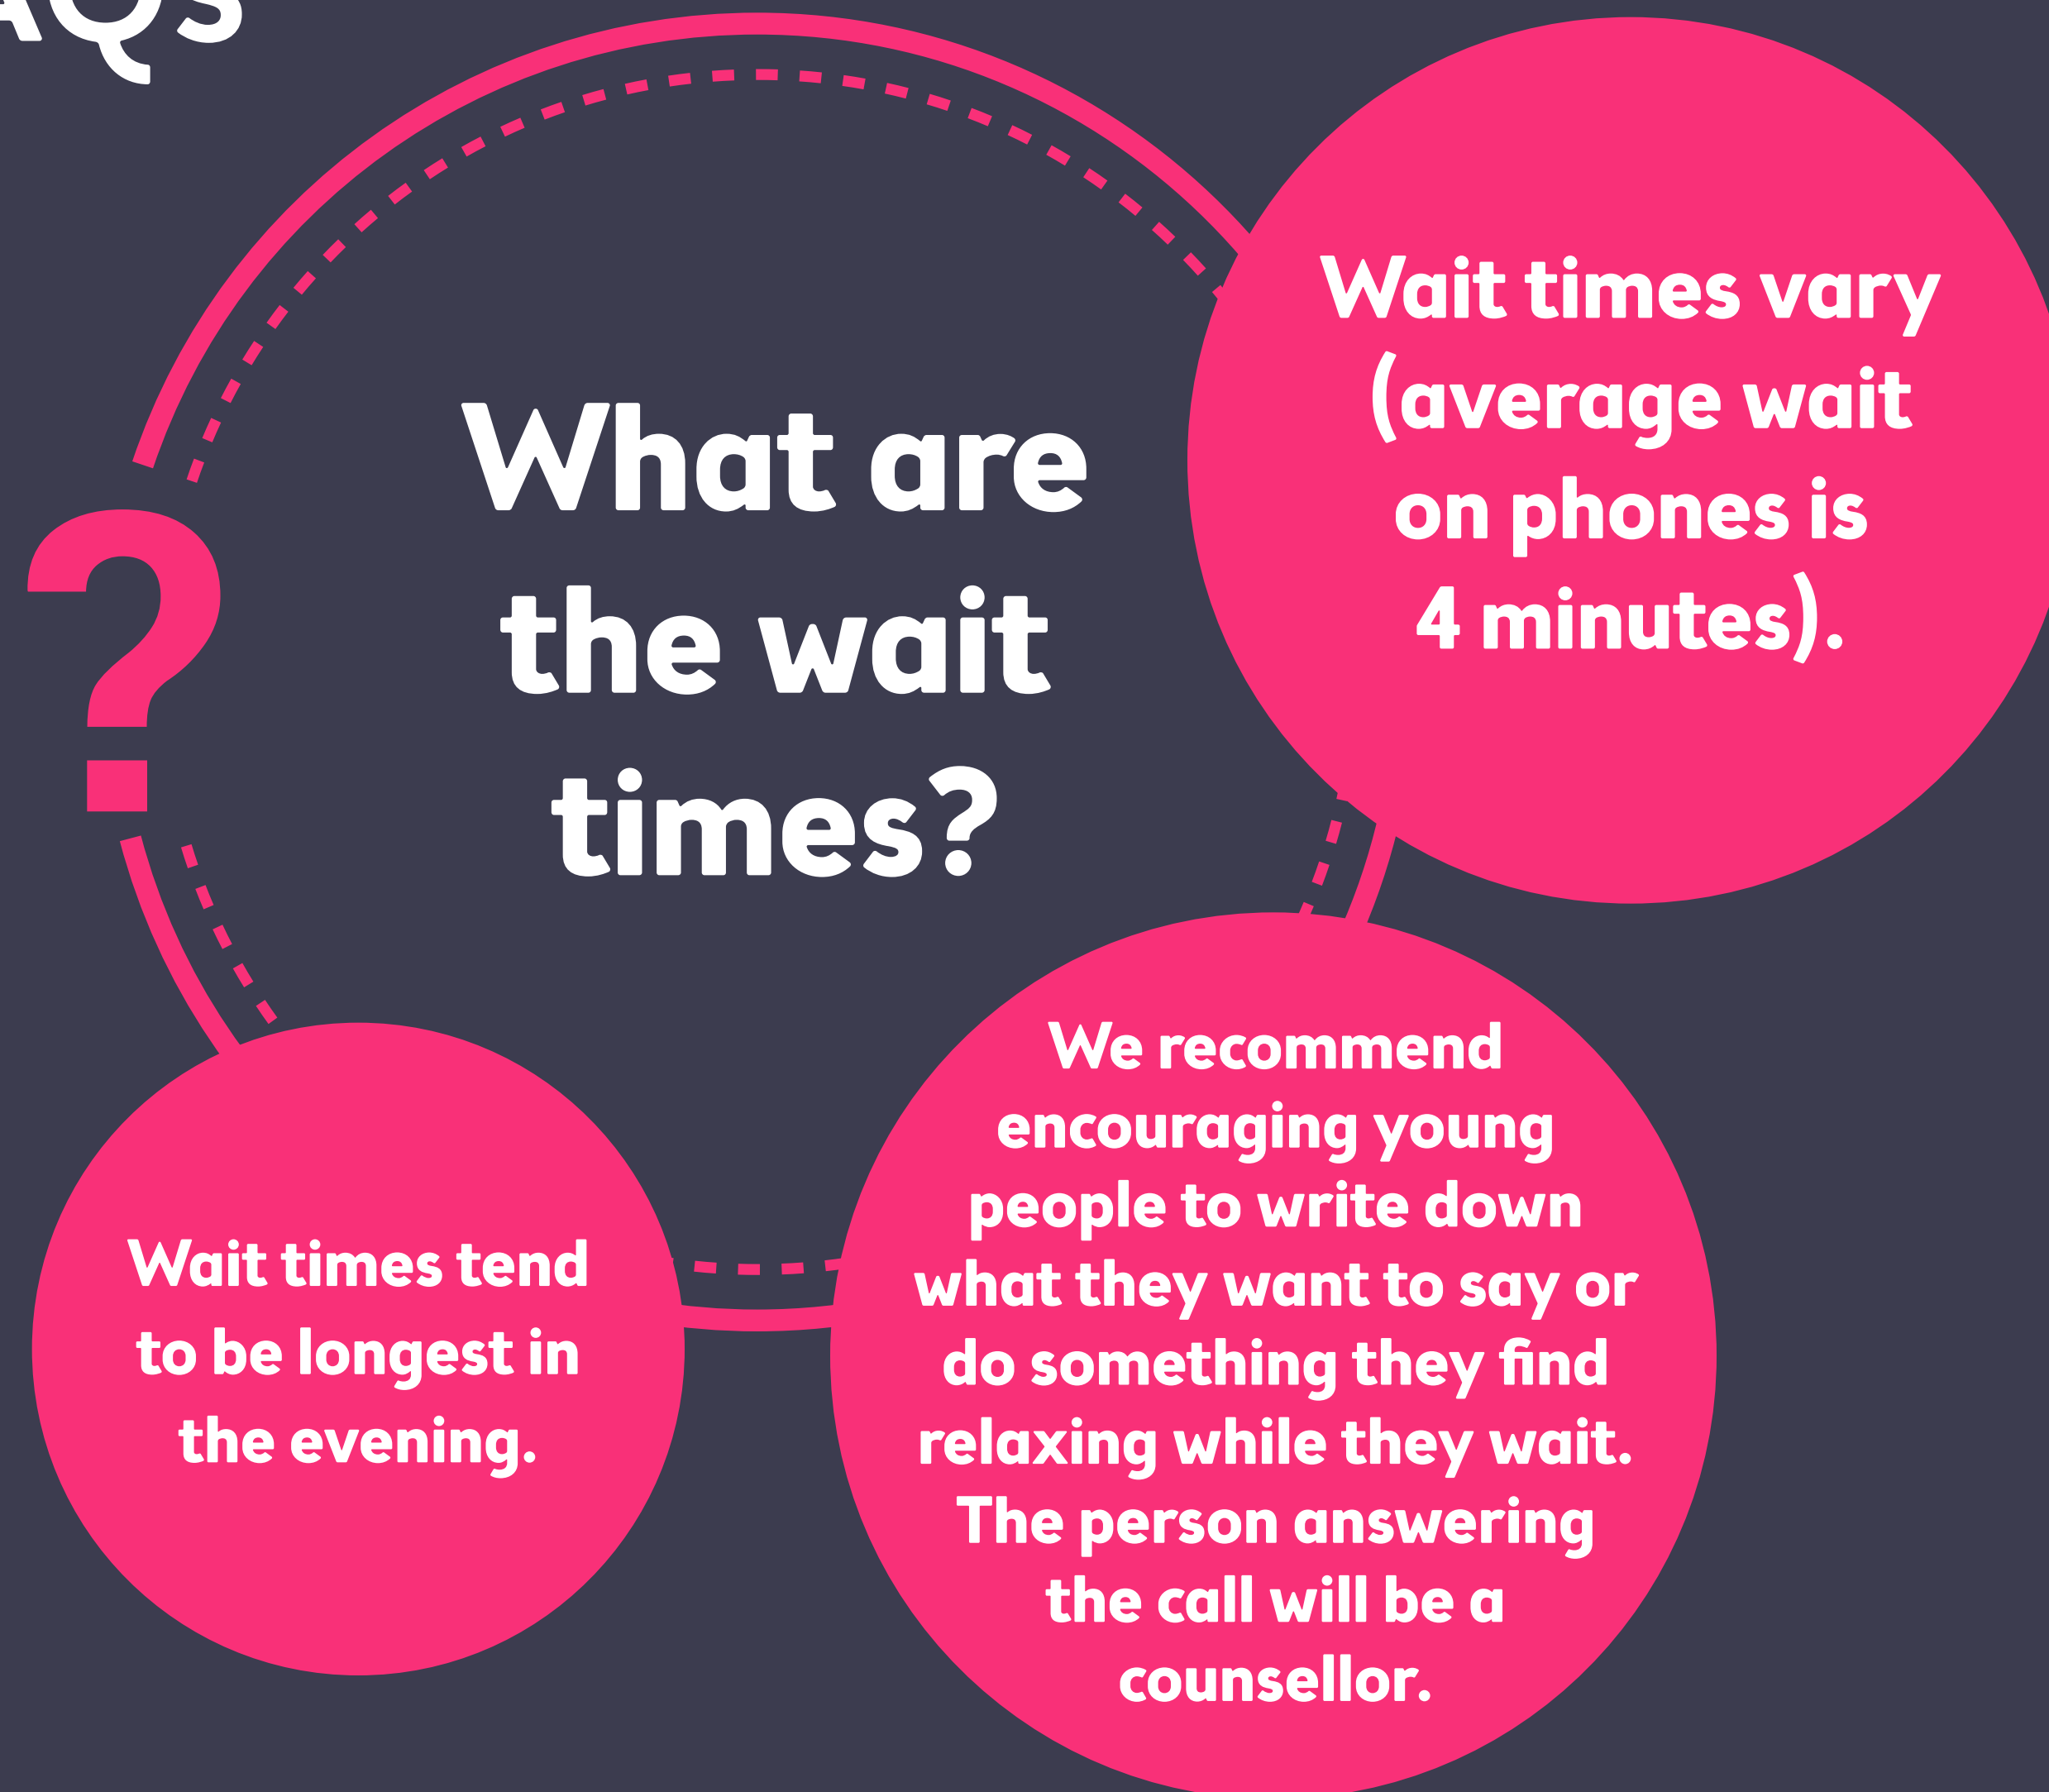 What are
the wait
times?
?
Wait times vary
(average wait
on phones is
4 minutes).
We recommend
encouraging young
people to write down
what they want to say or
do something they find
relaxing while they wait.
The person answering
the call will be a
counsellor.
Wait times tend
to be longest in
the evening.